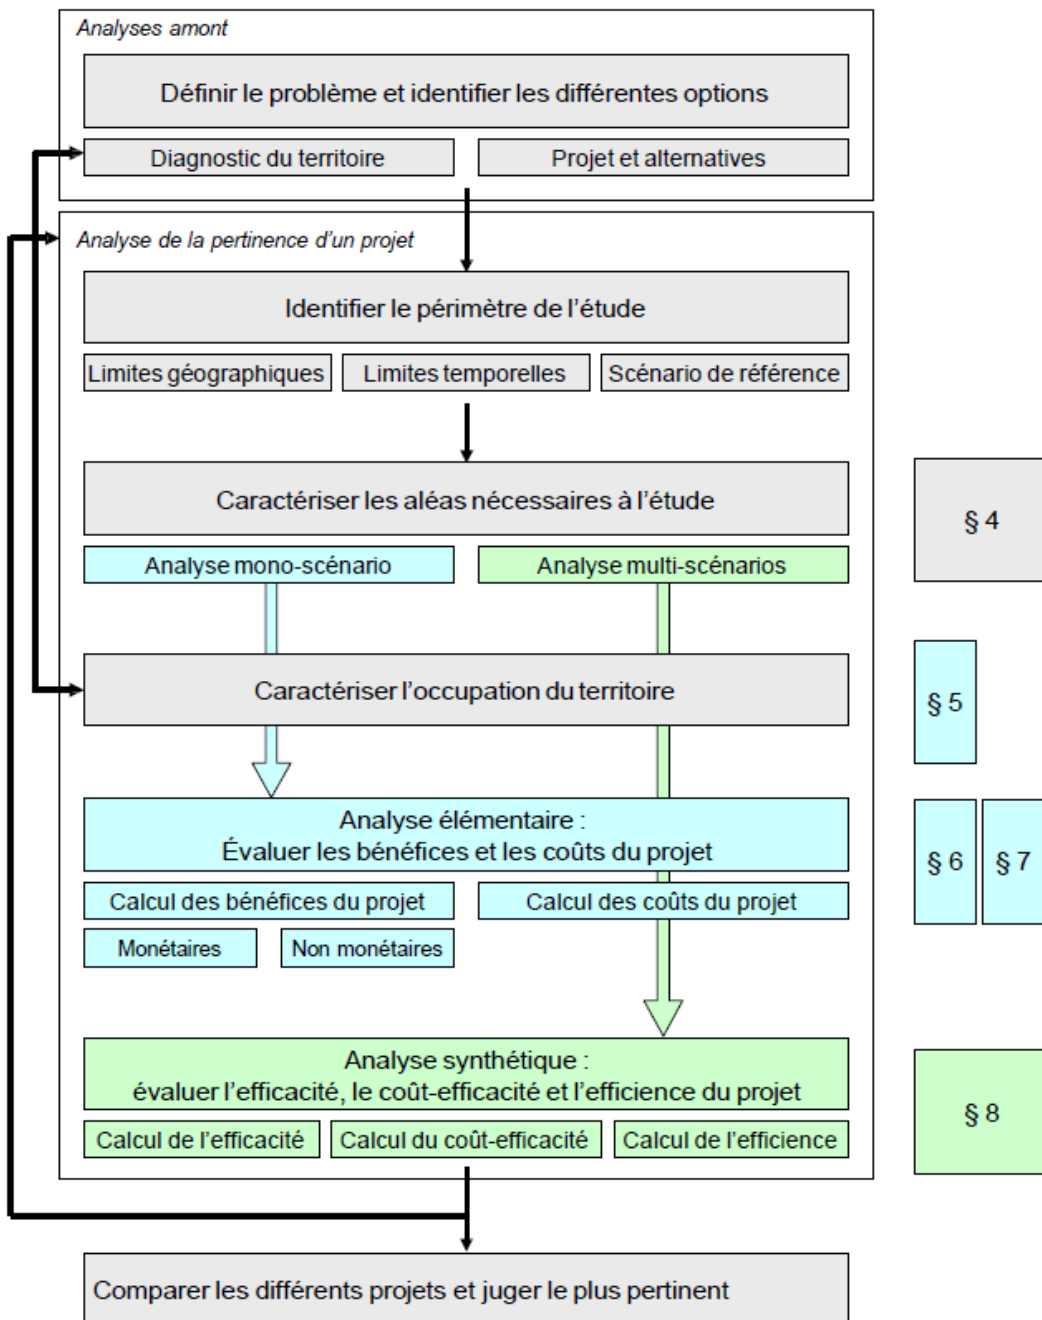 Analyses amont
Définir le problème et identifier les différentes options
Diagnostic du territoire
Projet et alternatives
Analyse de la pertinence d'un projet
Identifier le périmètre de l'étude
Limites géographiques
Limites temporelles
Scénario de référence
Caractériser les aléas nécessaires à l'étude
§ 4
Analyse mono-scénario
Analyse multi-scénarios
Caractériser l'occupation du territoire
§ 5
Analyse élémentaire :
Évaluer les bénéfices et les coûts du projet
§ 6
§ 7
Calcul des bénéfices du projet
Calcul des coûts du projet
Monétaires
Non monétaires
Analyse synthétique :
évaluer l'efficacité, le coût-efficacité et l'efficience du projet
§ 8
Calcul de l'efficacité
Calcul du coût-efficacité
Calcul de l'efficience
Comparer les différents projets et juger le plus pertinent